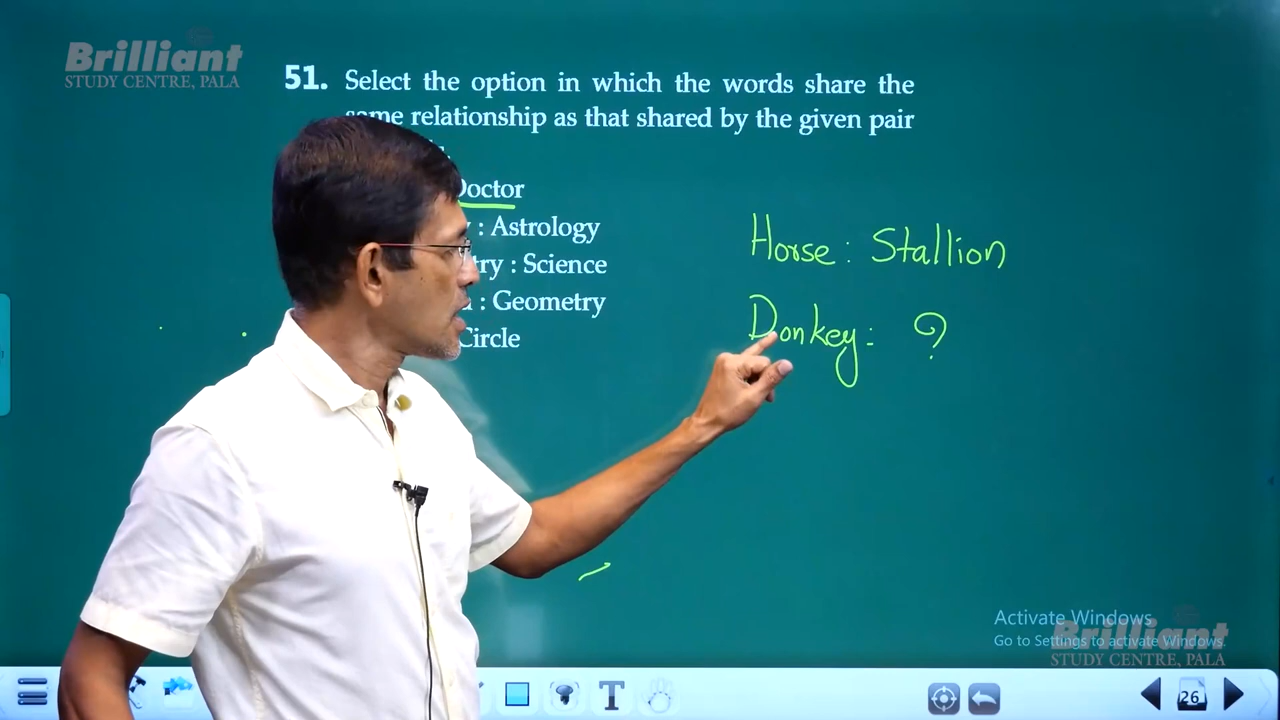 Brilliant
STUDY CENTRE, PALA
51. Select the option in which the words share the
same relationship as that shared by the given pair
Doctor
: Astrology
: Science
: Geometry
Circle
Horse : Stallion
Donkey : ?
Activate Windows
Go to Settings to activate Windows.
Brilliant
STUDY CENTRE, PALA
T
26